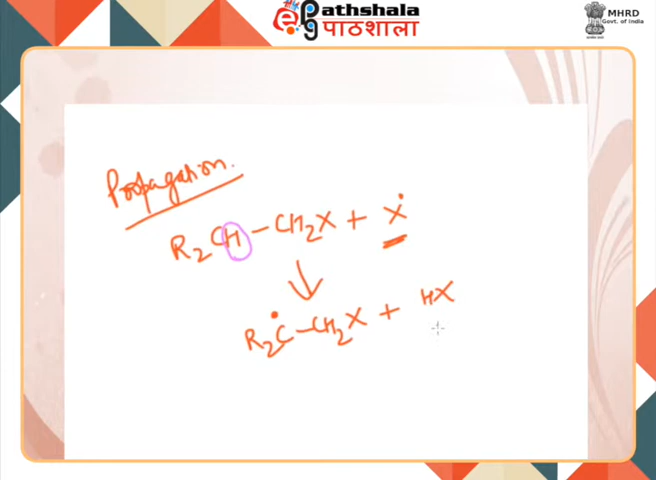 Pathshala
पाठशाला
MHRD
Govt. of India
Propagation.
R₂CH-CH₂X + Ẋ
↓
R₂Ċ-CH₂X + HX